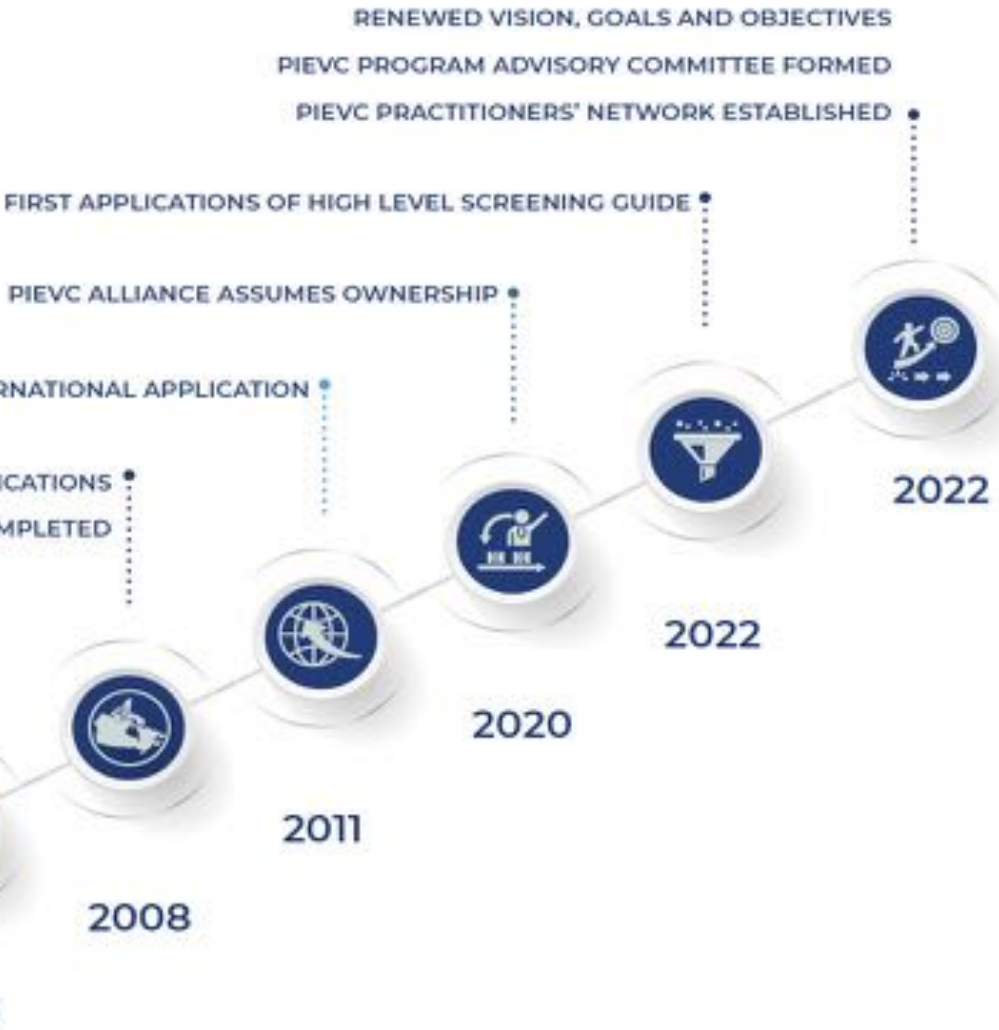 RENEWED VISION, GOALS AND OBJECTIVES
PIEVC PROGRAM ADVISORY COMMITTEE FORMED
PIEVC PRACTITIONERS' NETWORK ESTABLISHED
FIRST APPLICATIONS OF HIGH LEVEL SCREENING GUIDE
PIEVC ALLIANCE ASSUMES OWNERSHIP
RNATIONAL APPLICATION
ICATIONS
MPLETED
2022
2022
2020
2011
2008